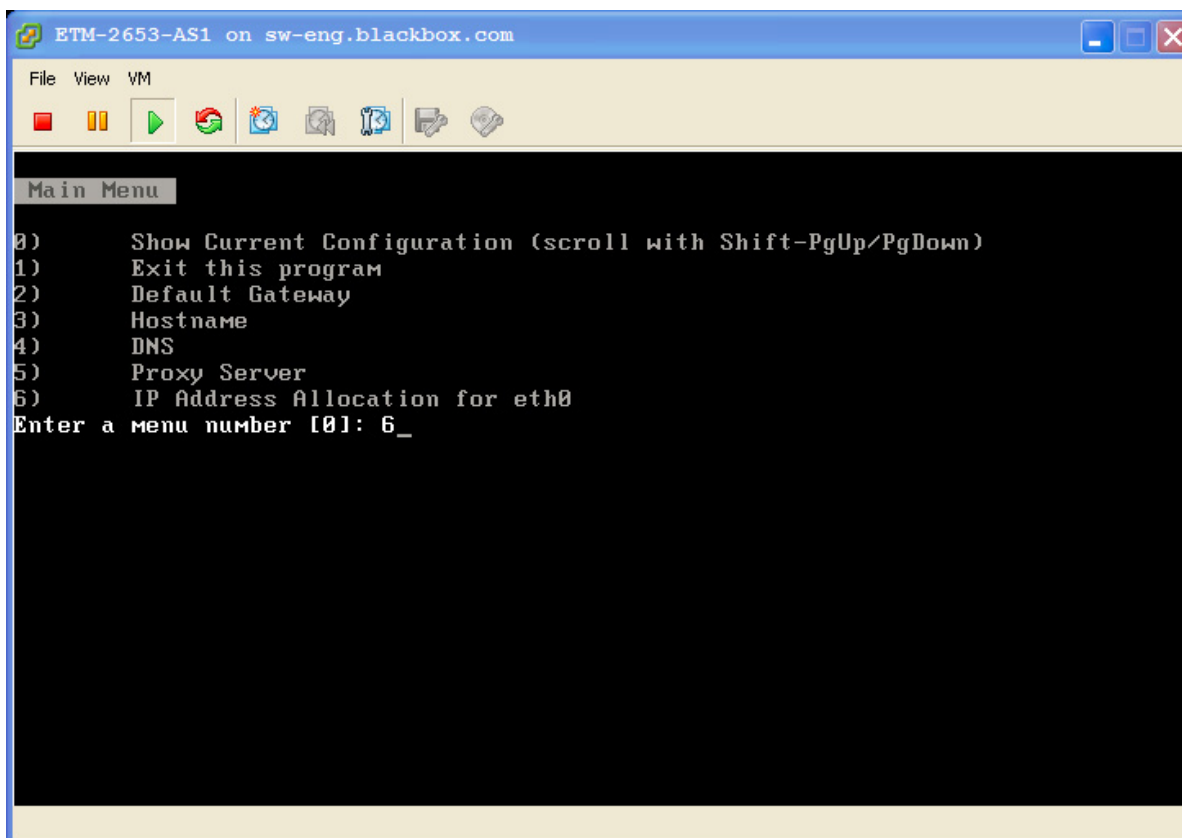 ETM-2653-AS1 on sw-eng.blackbox.com
File View VM
Main Menu
0) Show Current Configuration (scroll with Shift-PgUp/PgDown)
1) Exit this program
2) Default Gateway
3) Hostname
4) DNS
5) Proxy Server
6) IP Address Allocation for eth0
Enter a menu number [0]: 6_